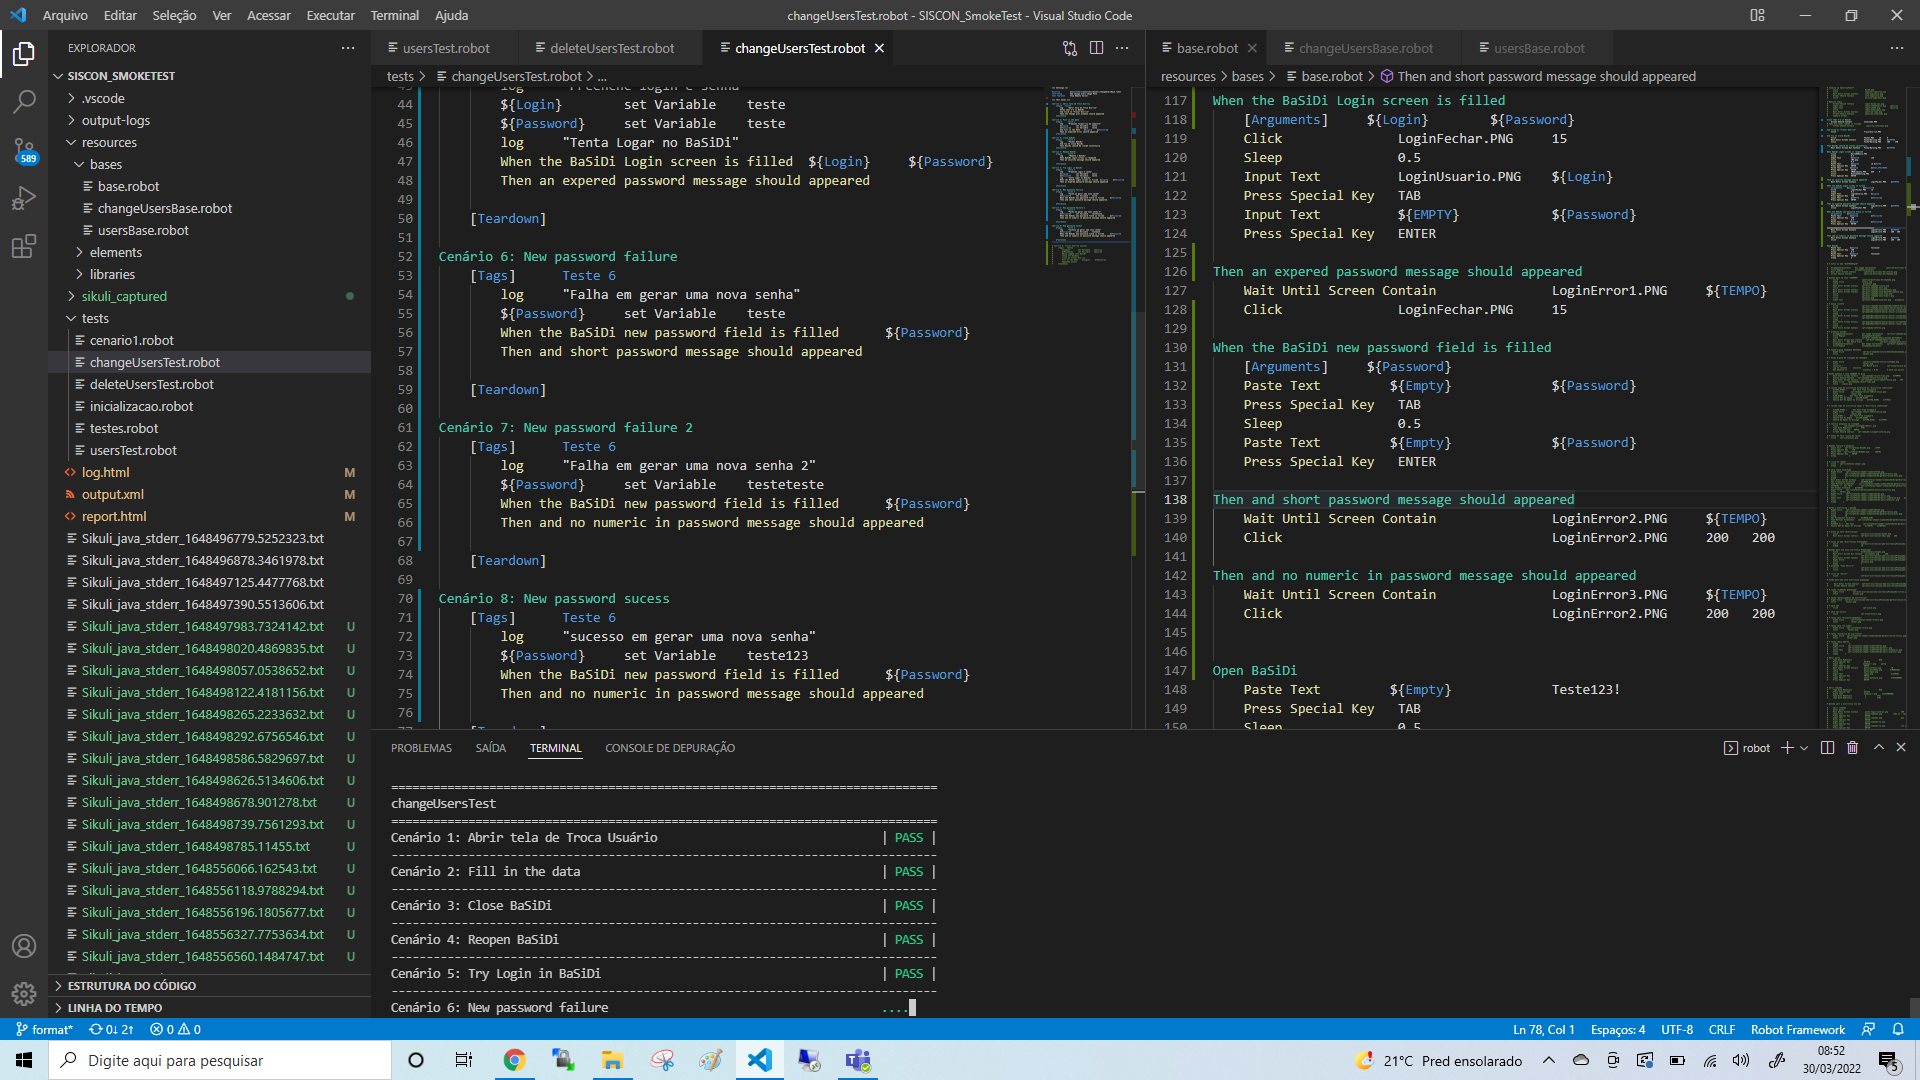 Arquivo Editar Seleção Ver Acessar Executar Terminal Ajuda
changeUsersTest.robot - SISCON_SmokeTest - Visual Studio Code
EXPLORADOR
SISCON_SMOKETEST
.vscode
output-logs
resources
bases
base.robot
changeUsersBase.robot
usersBase.robot
elements
libraries
sikuli_captured
tests
cenario1.robot
changeUsersTest.robot
deleteUsersTest.robot
inicializacao.robot
testes.robot
usersTest.robot
log.html M
output.xml M
report.html M
Sikuli_java_stderr_1648496779.5252323.txt
Sikuli_java_stderr_1648496878.3461978.txt
Sikuli_java_stderr_1648497125.4477768.txt
Sikuli_java_stderr_1648497390.5513606.txt
Sikuli_java_stderr_1648497983.7324142.txt U
Sikuli_java_stderr_1648498020.4869835.txt U
Sikuli_java_stderr_1648498057.0538652.txt U
Sikuli_java_stderr_1648498122.4181156.txt U
Sikuli_java_stderr_1648498265.2233632.txt U
Sikuli_java_stderr_1648498292.6756546.txt U
Sikuli_java_stderr_1648498586.5829697.txt U
Sikuli_java_stderr_1648498626.5134606.txt U
Sikuli_java_stderr_1648498678.901278.txt U
Sikuli_java_stderr_1648498739.7561293.txt U
Sikuli_java_stderr_1648498785.11455.txt U
Sikuli_java_stderr_1648556066.162543.txt U
Sikuli_java_stderr_1648556118.9788294.txt U
Sikuli_java_stderr_1648556196.1805677.txt U
Sikuli_java_stderr_1648556327.7753634.txt U
Sikuli_java_stderr_1648556560.1484747.txt U
ESTRUTURA DO CÓDIGO
LINHA DO TEMPO
589
usersTest.robot deleteUsersTest.robot changeUsersTest.robot
tests > changeUsersTest.robot > ...
log "Preenche login e senha"
44 ${Login} set Variable teste
45 ${Password} set Variable teste
46 log "Tenta Logar no BaSiDi"
47 When the BaSiDi Login screen is filled ${Login} ${Password}
48 Then an expered password message should appeared
49
50 [Teardown]
51
52 Cenário 6: New password failure
53 [Tags] Teste 6
54 log "Falha em gerar uma nova senha"
55 ${Password} set Variable teste
56 When the BaSiDi new password field is filled ${Password}
57 Then and short password message should appeared
58
59 [Teardown]
60
61 Cenário 7: New password failure 2
62 [Tags] Teste 6
63 log "Falha em gerar uma nova senha 2"
64 ${Password} set Variable testeteste
65 When the BaSiDi new password field is filled ${Password}
66 Then and no numeric in password message should appeared
67
68 [Teardown]
69
70 Cenário 8: New password sucess
71 [Tags] Teste 6
72 log "sucesso em gerar uma nova senha"
73 ${Password} set Variable teste123
74 When the BaSiDi new password field is filled ${Password}
75 Then and no numeric in password message should appeared
76
base.robot changeUsersBase.robot usersBase.robot
resources > bases > base.robot > Then and short password message should appeared
117 When the BaSiDi Login screen is filled
118 [Arguments] ${Login} ${Password}
119 Click LoginFechar.PNG 15
120 Sleep 0.5
121 Input Text LoginUsuario.PNG ${Login}
122 Press Special Key TAB
123 Input Text ${EMPTY} ${Password}
124 Press Special Key ENTER
125
126 Then an expered password message should appeared
127 Wait Until Screen Contain LoginError1.PNG ${TEMPO}
128 Click LoginFechar.PNG 15
129
130 When the BaSiDi new password field is filled
131 [Arguments] ${Password}
132 Paste Text ${Empty} ${Password}
133 Press Special Key TAB
134 Sleep 0.5
135 Paste Text ${Empty} ${Password}
136 Press Special Key ENTER
137
138 Then and short password message should appeared
139 Wait Until Screen Contain LoginError2.PNG ${TEMPO}
140 Click LoginError2.PNG 200 200
141
142 Then and no numeric in password message should appeared
143 Wait Until Screen Contain LoginError3.PNG ${TEMPO}
144 Click LoginError2.PNG 200 200
145
146
147 Open BaSiDi
148 Paste Text ${Empty} Teste123!
149 Press Special Key TAB
150 Sleep 0.5
PROBLEMAS SAÍDA TERMINAL CONSOLE DE DEPURAÇÃO
robot
==============================================================================
changeUsersTest
==============================================================================
Cenário 1: Abrir tela de Troca Usuário | PASS |
------------------------------------------------------------------------------
Cenário 2: Fill in the data | PASS |
------------------------------------------------------------------------------
Cenário 3: Close BaSiDi | PASS |
------------------------------------------------------------------------------
Cenário 4: Reopen BaSiDi | PASS |
------------------------------------------------------------------------------
Cenário 5: Try Login in BaSiDi | PASS |
------------------------------------------------------------------------------
Cenário 6: New password failure ....
format* 0↓ 2↑ 0 0
Ln 78, Col 1 Espaços: 4 UTF-8 CRLF Robot Framework
Digite aqui para pesquisar
21°C Pred ensolarado
08:52
30/03/2022
5